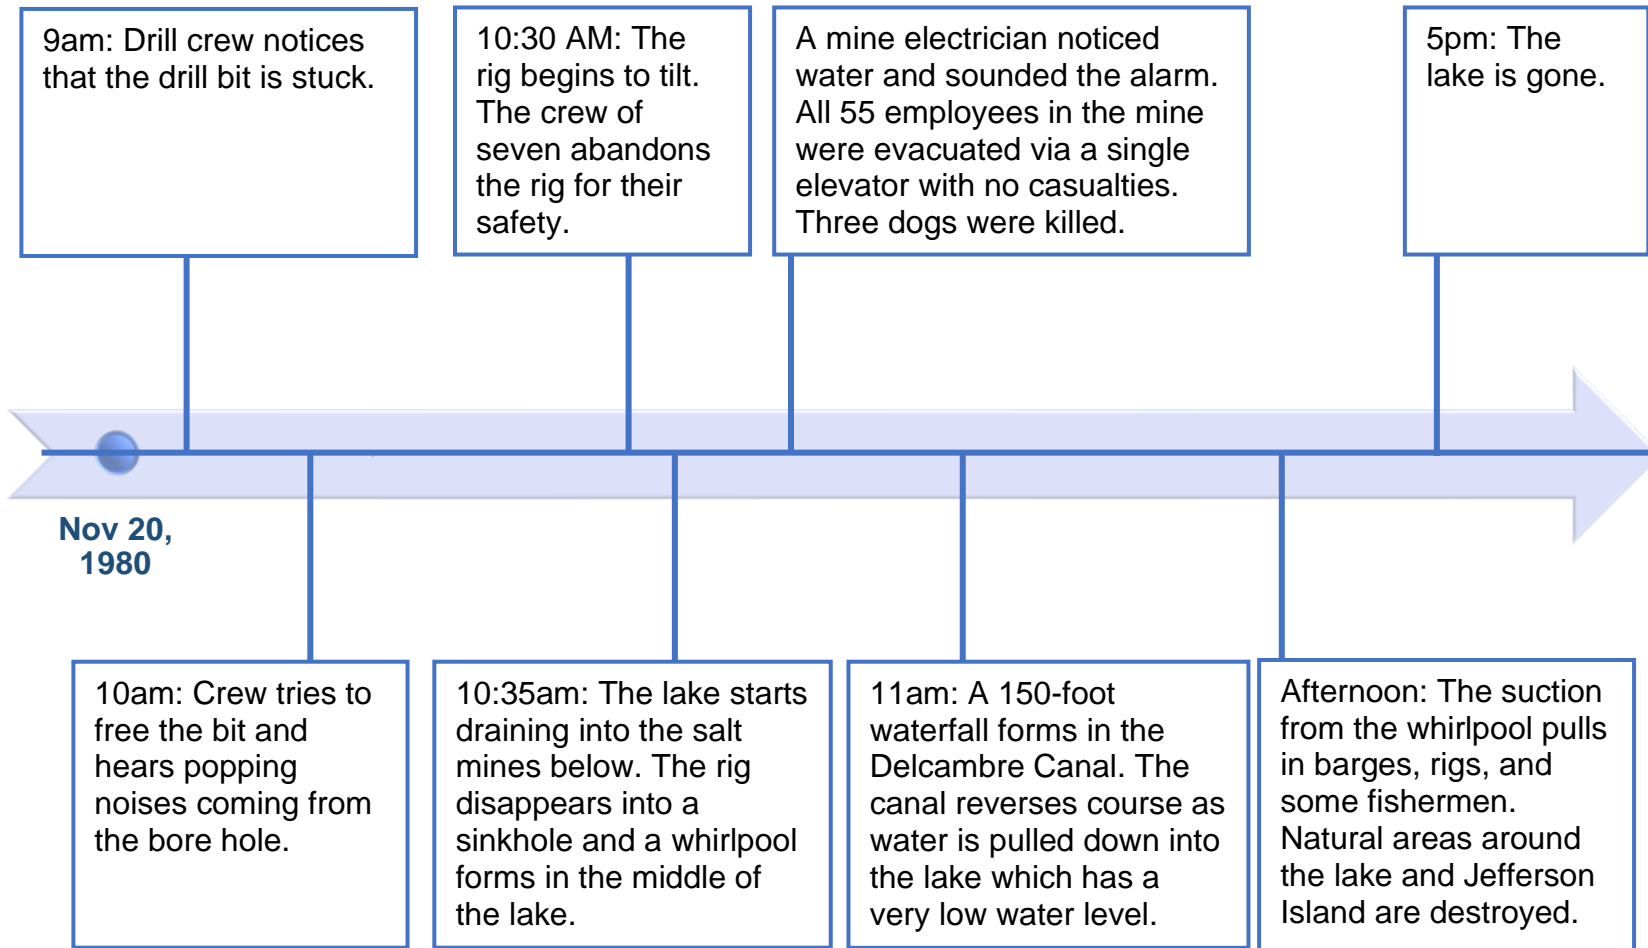 9am: Drill crew notices
that the drill bit is stuck.
10:30 AM: The
rig begins to tilt.
The crew of
seven abandons
the rig for their
safety.
A mine electrician noticed
water and sounded the alarm.
All 55 employees in the mine
were evacuated via a single
elevator with no casualties.
Three dogs were killed.
5pm: The
lake is gone.
Nov 20,
1980
10am: Crew tries to
free the bit and
hears popping
noises coming from
the bore hole.
10:35am: The lake starts
draining into the salt
mines below. The rig
disappears into a
sinkhole and a whirlpool
forms in the middle of
the lake.
11am: A 150-foot
waterfall forms in the
Delcambre Canal. The
canal reverses course as
water is pulled down into
the lake which has a
very low water level.
Afternoon: The suction
from the whirlpool pulls
in barges, rigs, and
some fishermen.
Natural areas around
the lake and Jefferson
Island are destroyed.